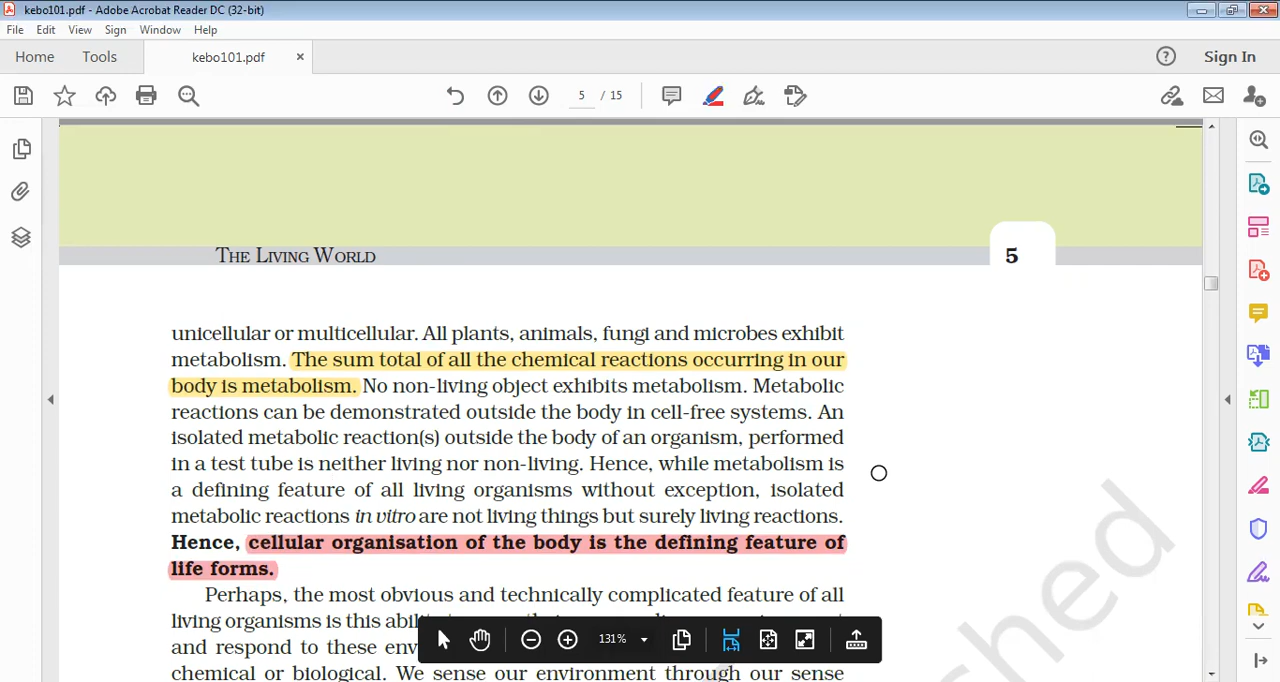 kebo101.pdf - Adobe Acrobat Reader DC (32-bit)
File Edit View Sign Window Help
Home Tools kebo101.pdf × ? Sign In
5 / 15
THE LIVING WORLD 5
unicellular or multicellular. All plants, animals, fungi and microbes exhibit
metabolism. The sum total of all the chemical reactions occurring in our
body is metabolism. No non-living object exhibits metabolism. Metabolic
reactions can be demonstrated outside the body in cell-free systems. An
isolated metabolic reaction(s) outside the body of an organism, performed
in a test tube is neither living nor non-living. Hence, while metabolism is
a defining feature of all living organisms without exception, isolated
metabolic reactions in vitro are not living things but surely living reactions.
Hence, cellular organisation of the body is the defining feature of
life forms.
Perhaps, the most obvious and technically complicated feature of all
living organisms is this
and respond to these
131%
chemical or biological. We sense our environment through our sense
shed